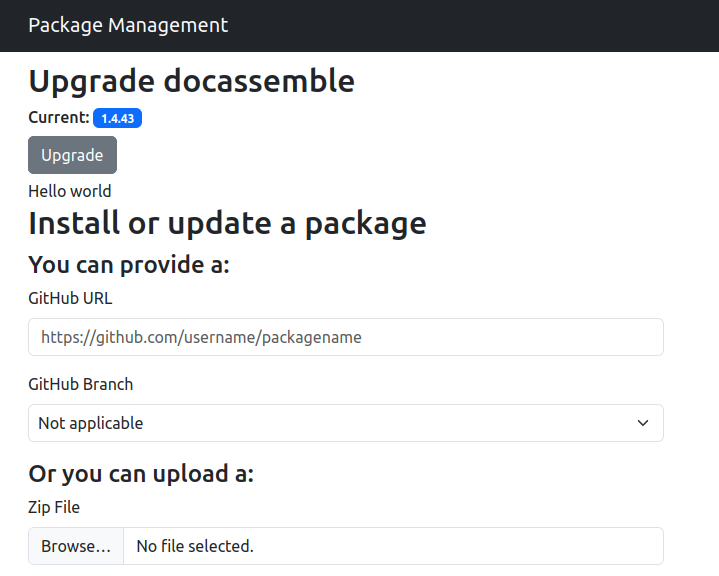 Package Management
Upgrade docassemble
Current: 1.4.43
Upgrade
Hello world
Install or update a package
You can provide a:
GitHub URL
https://github.com/username/packagename
GitHub Branch
Not applicable
Or you can upload a:
Zip File
Browse… No file selected.